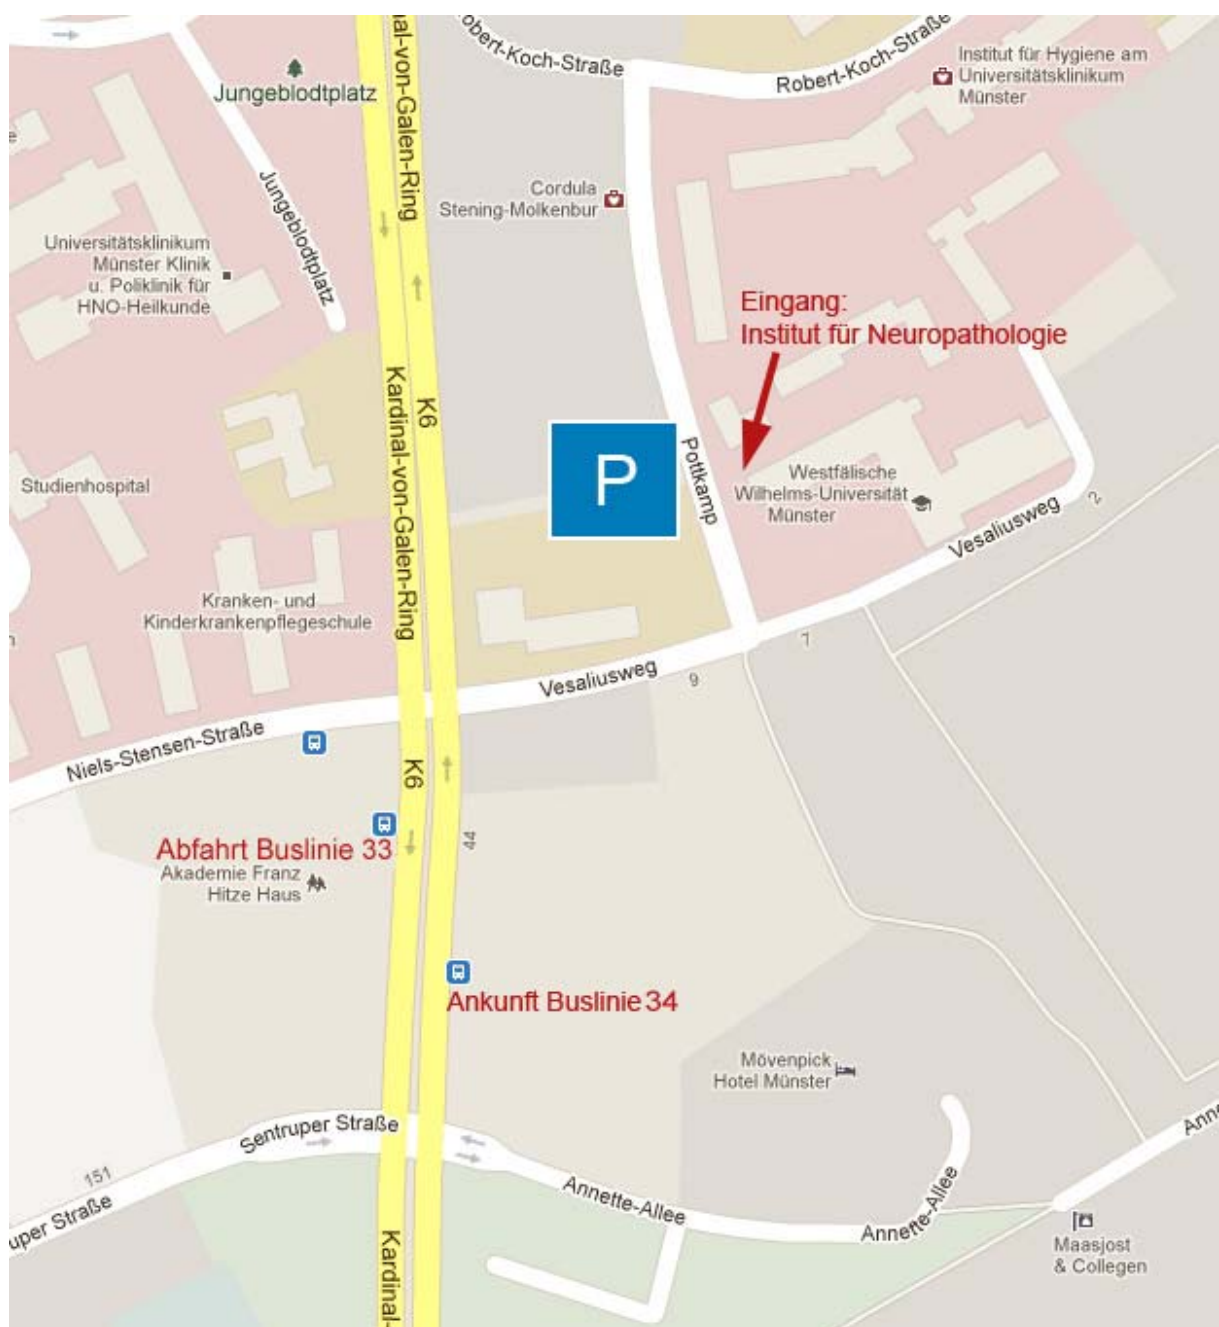 obert-Koch-Straße
Robert-Koch-Straße
Institut für Hygiene am
Universitätsklinikum
Münster
Jungeblodtplatz
nal-von-Galen-Ring
e
Jungeblodtplatz
Cordula
Stening-Molkenbur
Universitätsklinikum
Münster Klinik
u. Poliklinik für
HNO-Heilkunde
Eingang:
Institut für Neuropathologie
Kardinal-von-Galen-Ring
K6
P
Pottkamp
Westfälische
Wilhelms-Universität
Münster
Studienhospital
2
Vesaliusweg
Kranken- und
Kinderkrankenpflegeschule
n
7
Vesaliusweg
9
Niels-Stensen-Straße
K6
44
Abfahrt Buslinie 33
Akademie Franz
Hitze Haus
Ankunft Buslinie 34
Mövenpick
Hotel Münster
Sentruper Straße
Anne
151
Annette-Allee
Annette-Allee
uper Straße
Kardinal-
Maasjost
& Collegen